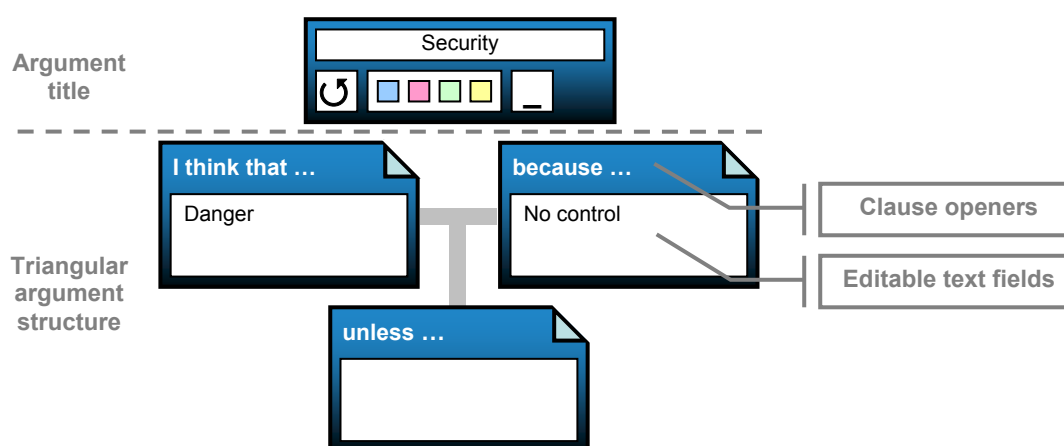 Security
Argument
title
_
I think that …
because …
Danger
No control
Clause openers
Editable text fields
Triangular
argument
structure
unless …